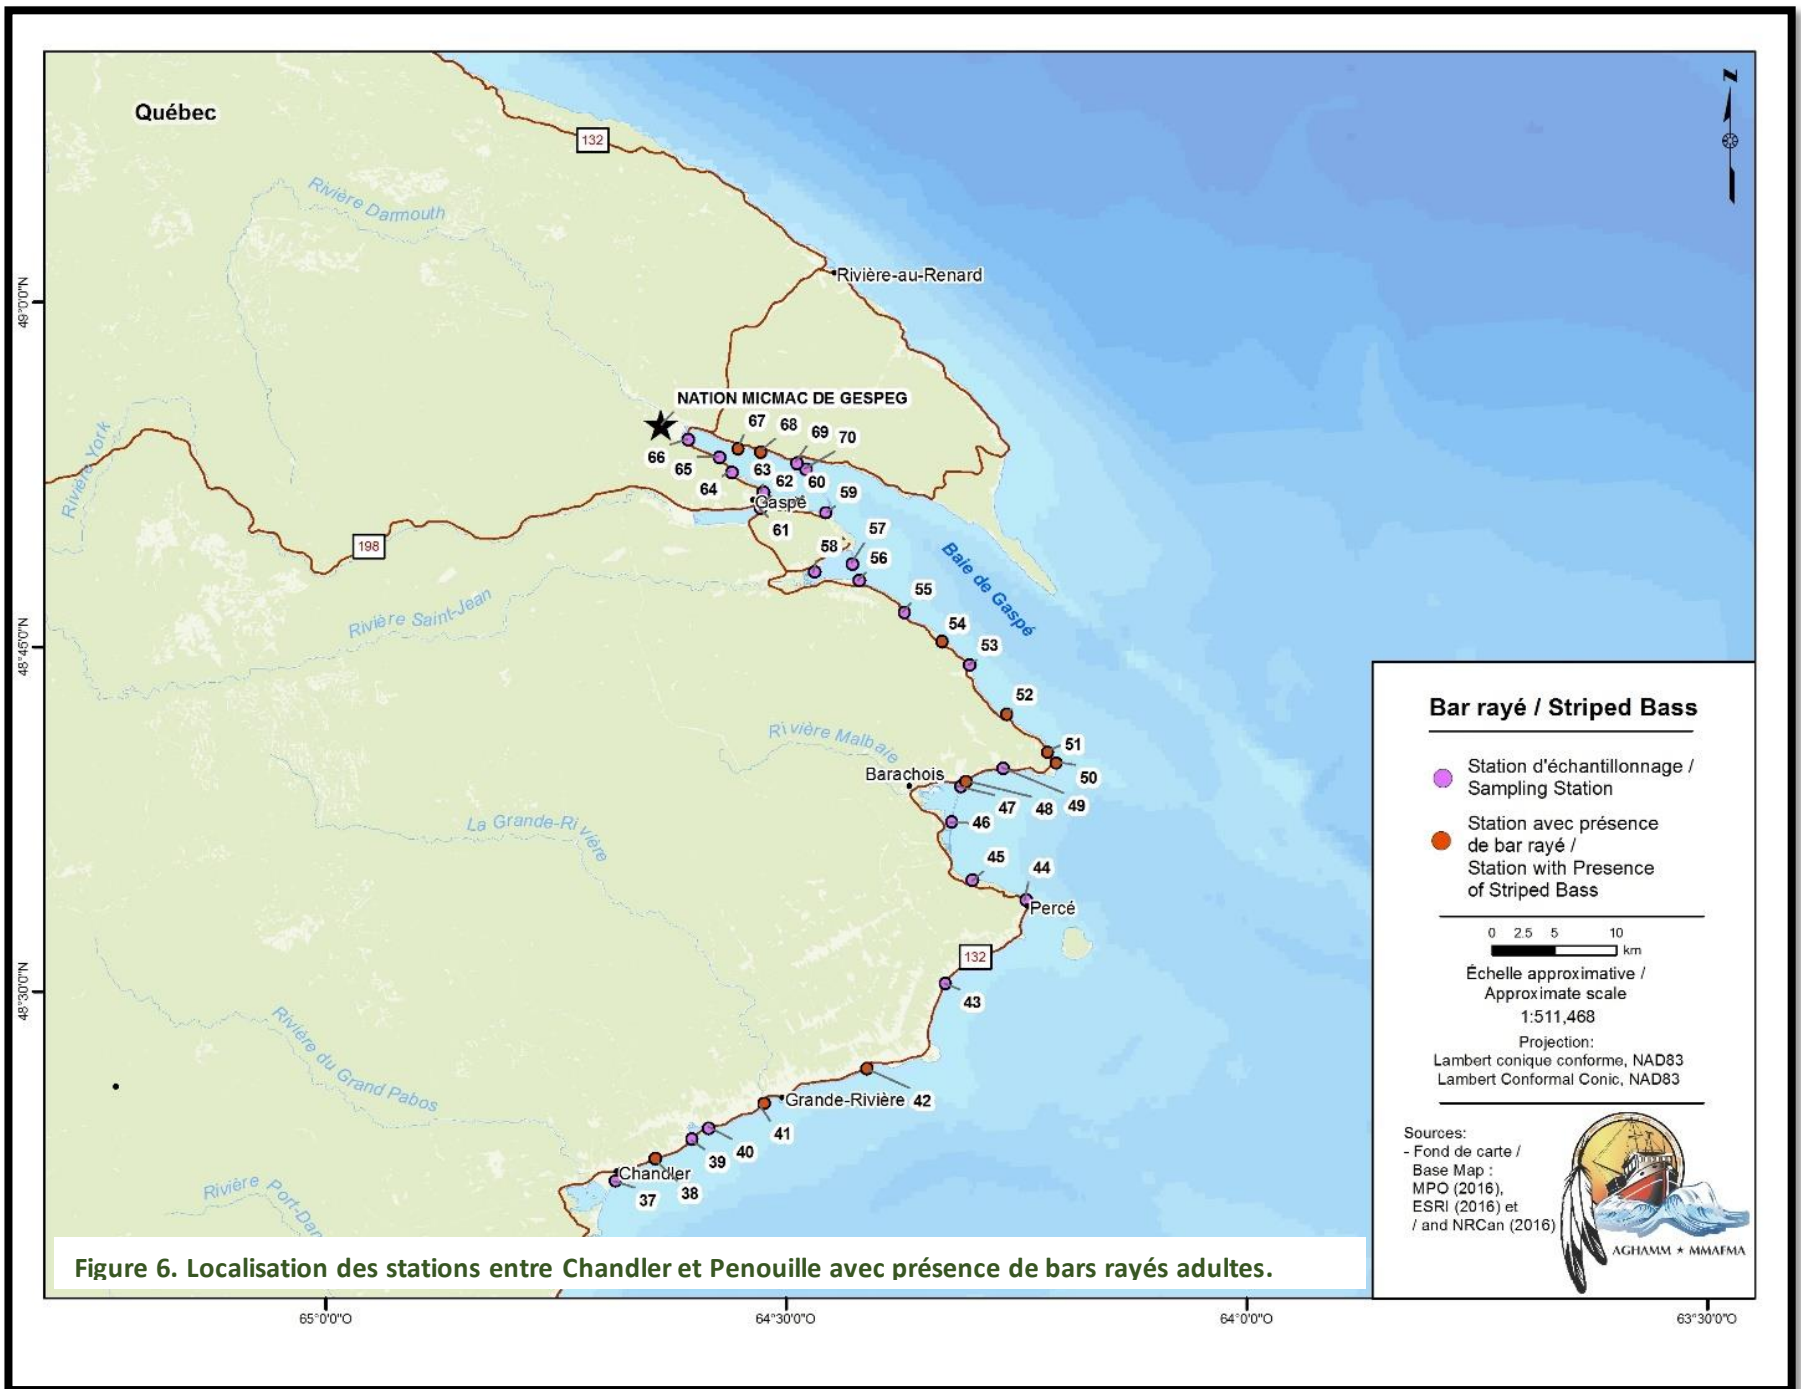 Québec
132
Rivière Darmouth
Rivière-au-Renard
49°0'0"N
NATION MICMAC DE GESPEG
67
68
69
70
66
65
63
64
62
60
59
Gaspé
61
Rivière York
198
58
57
56
Baie de Gaspé
55
54
53
Rivière Saint-Jean
48°45'0"N
52
51
50
Rivière Malbaie
Barachois
47
48
49
46
La Grande-Rivière
45
44
Percé
132
43
48°30'0"N
Rivière du Grand Pabos
Grande-Rivière
42
41
40
39
Chandler
38
37
Rivière Port-Dan
Bar rayé / Striped Bass
Station d'échantillonnage /
Sampling Station
Station avec présence
de bar rayé /
Station with Presence
of Striped Bass
0 2.5 5 10
km
Échelle approximative /
Approximate scale
1:511,468
Projection:
Lambert conique conforme, NAD83
Lambert Conformal Conic, NAD83
Sources:
- Fond de carte /
Base Map :
MPO (2016),
ESRI (2016) et
/ and NRCan (2016)
AGHAMM ★ MMAFMA
Figure 6. Localisation des stations entre Chandler et Penouille avec présence de bars rayés adultes.
65°0'0"O
64°30'0"O
64°0'0"O
63°30'0"O
z